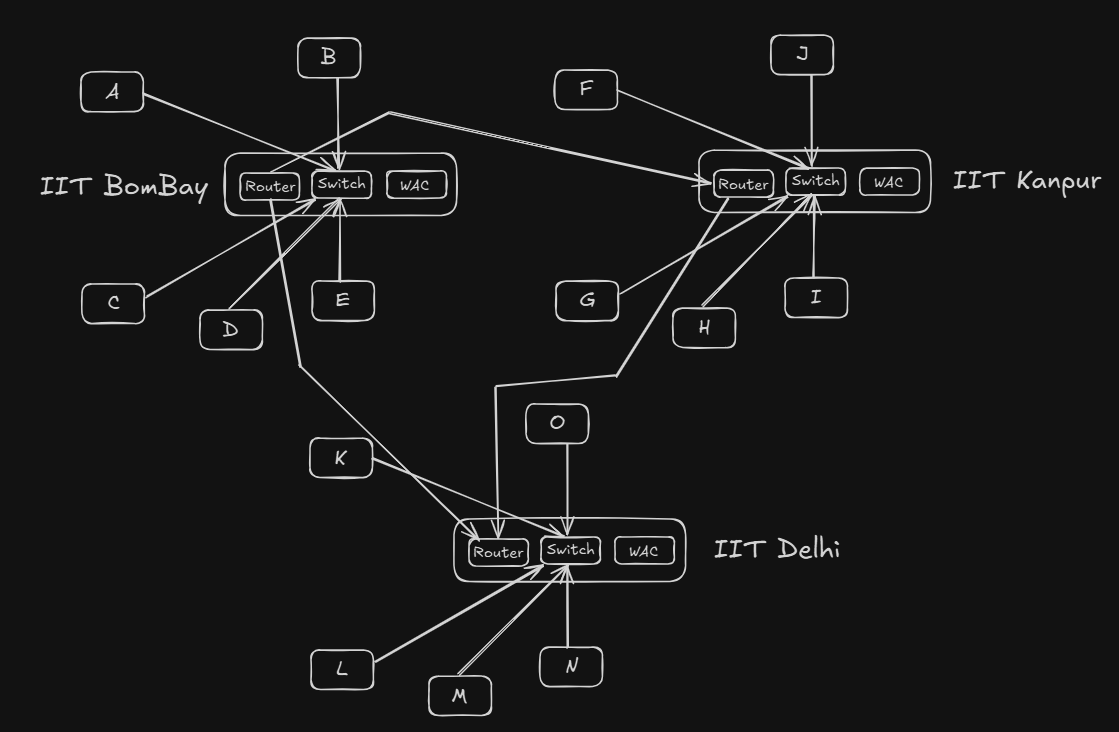 B
J
A
F
IIT BomBay
Router
Switch
WAC
Router
Switch
WAC
IIT Kanpur
C
D
E
G
H
I
O
K
Router
Switch
WAC
IIT Delhi
L
M
N